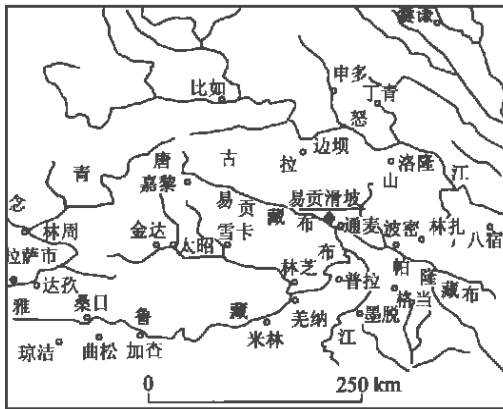 申多
丁青
比如
怒
边坝
洛隆
江
青
唐
古
拉
山
嘉黎
念
林周
易贡藏布
易贡滑坡
通麦
波密
林扎
八宿
拉萨市
金达
太昭
雪卡
达孜
林芝
普拉
帕隆藏布
格当
雅
鲁
藏
布
江
桑日
羌纳
墨脱
米林
琼洁
曲松
加查
0
250 km